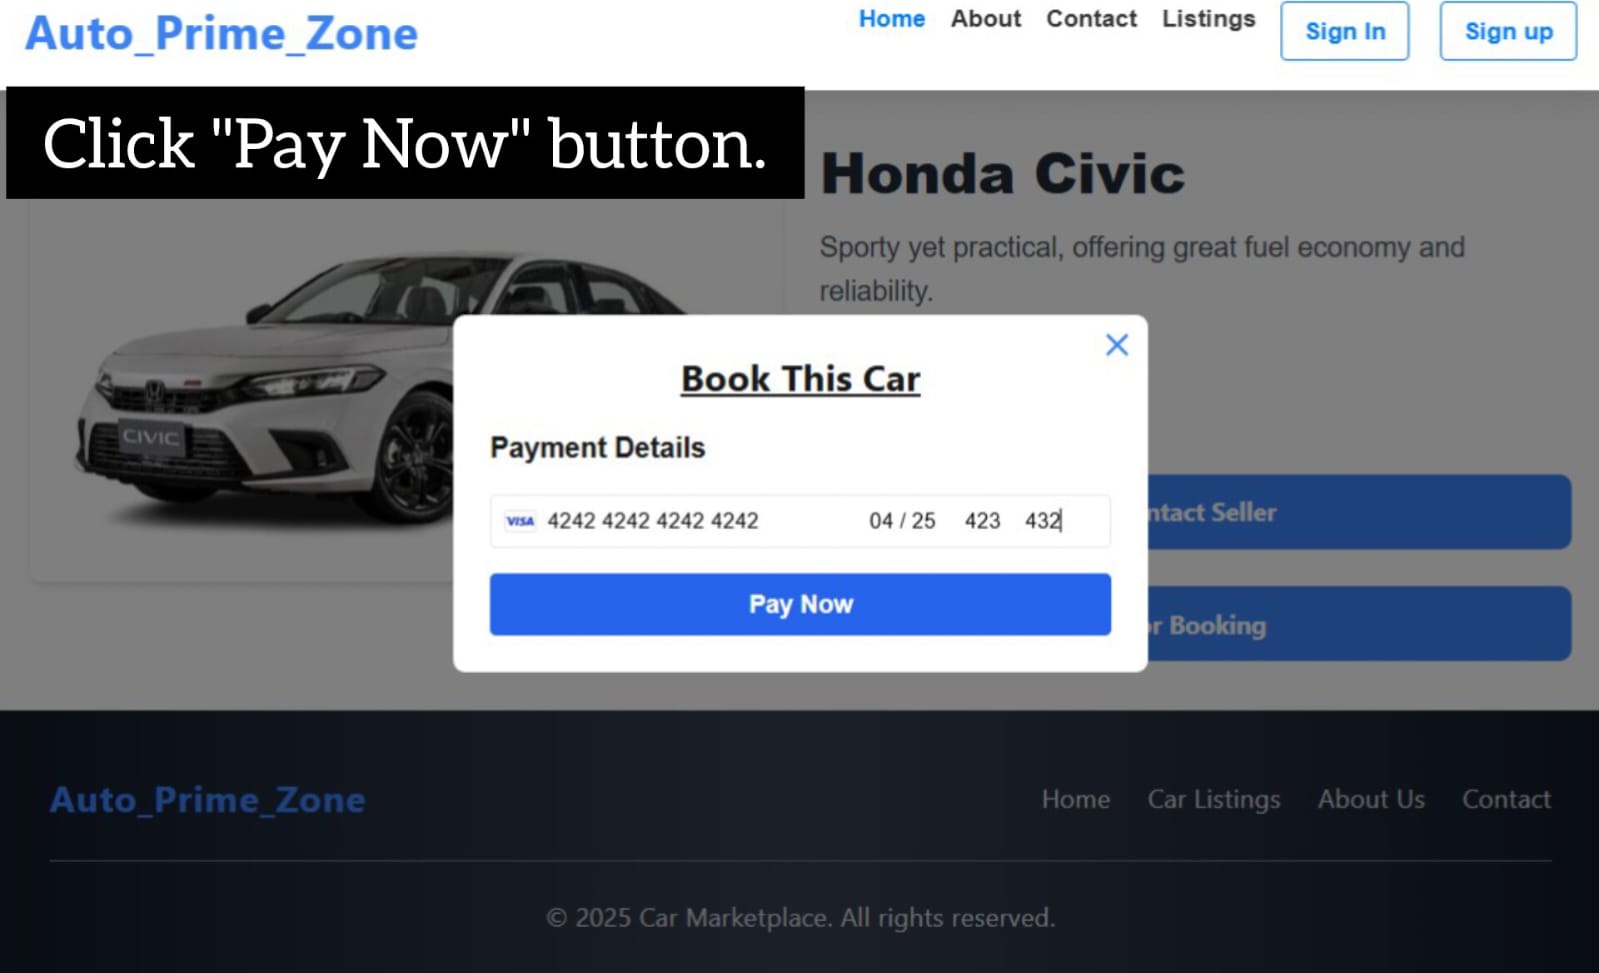 Auto_Prime_Zone
Home About Contact Listings Sign In Sign up
Click "Pay Now" button.
Honda Civic
Sporty yet practical, offering great fuel economy and
reliability.
CIVIC
Book This Car
Payment Details
VISA 4242 4242 4242 4242 04 / 25 423 432
Pay Now
ntact Seller
r Booking
Auto_Prime_Zone
Home Car Listings About Us Contact
© 2025 Car Marketplace. All rights reserved.